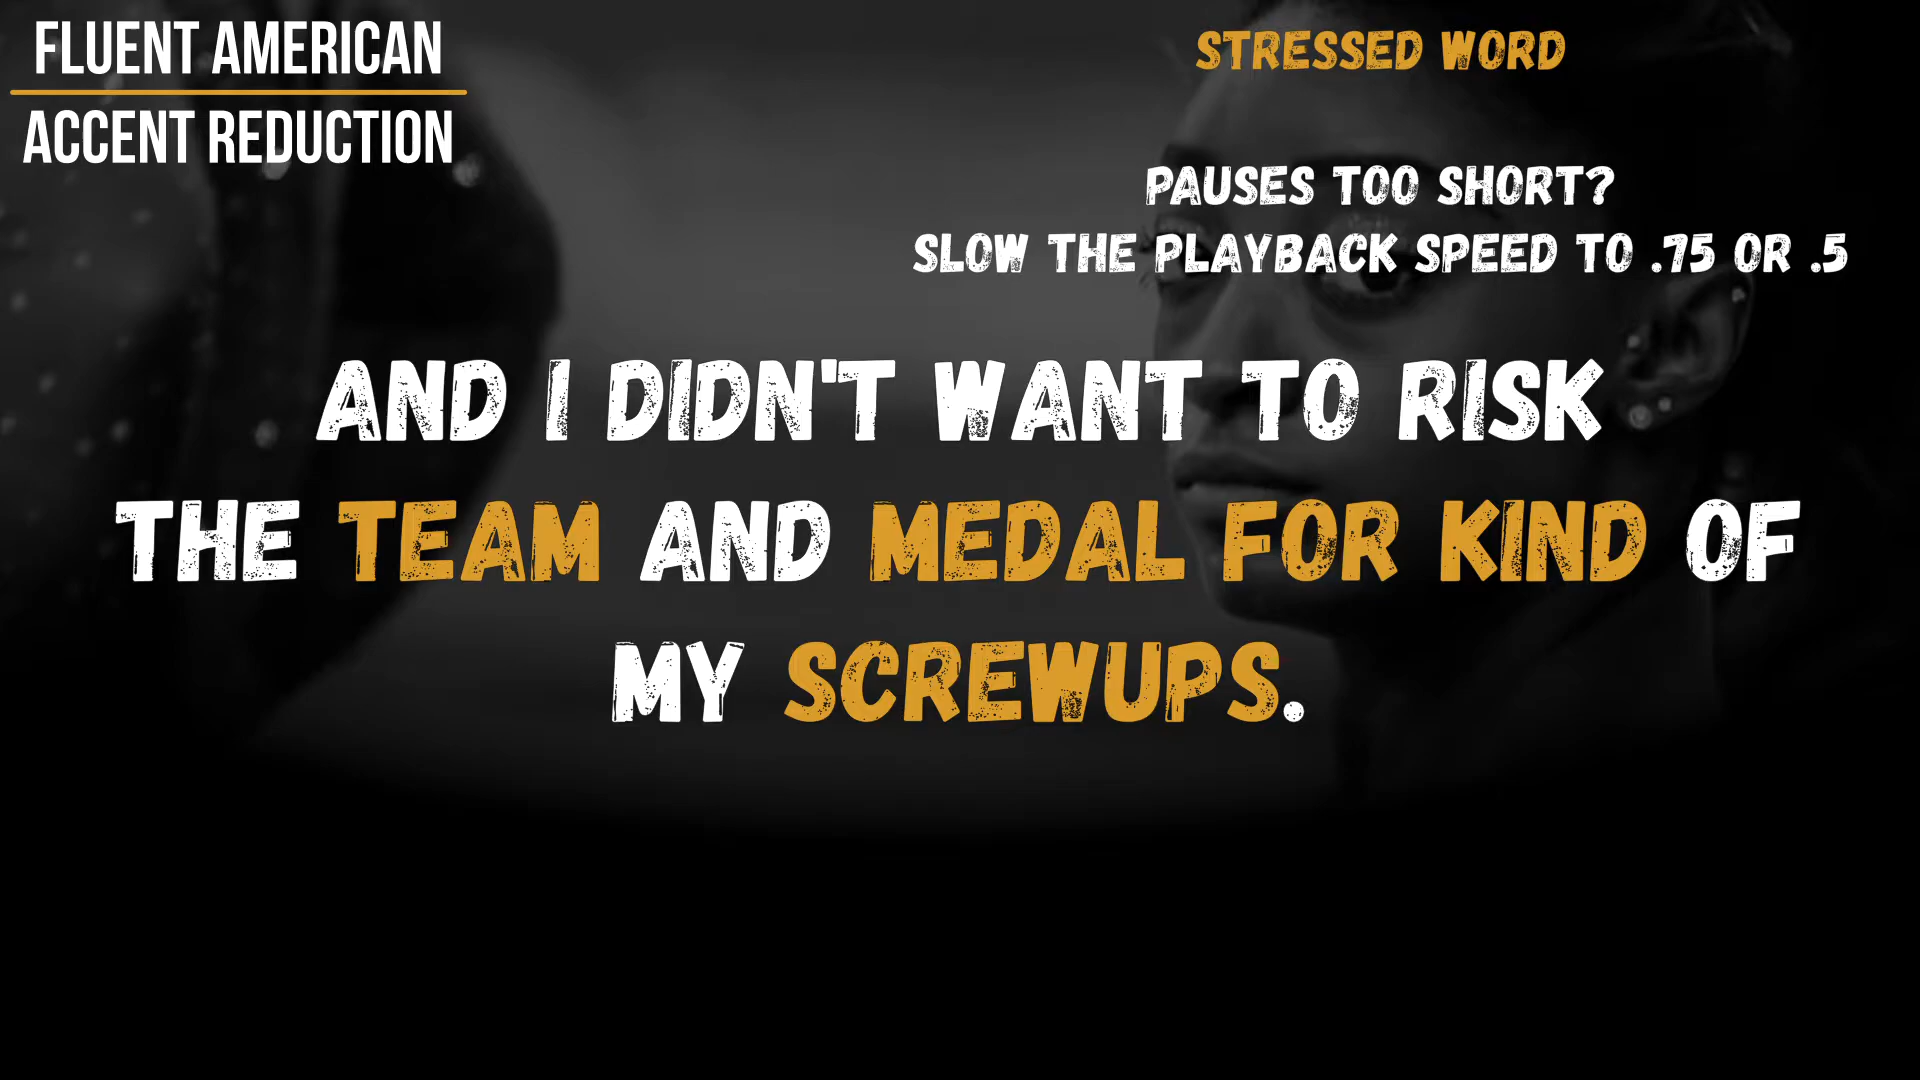 FLUENT AMERICAN
ACCENT REDUCTION
STRESSED WORD
PAUSES TOO SHORT?
SLOW THE PLAYBACK SPEED TO .75 OR .5
AND I DIDN'T WANT TO RISK
THE TEAM AND MEDAL FOR KIND OF
MY SCREWUPS.